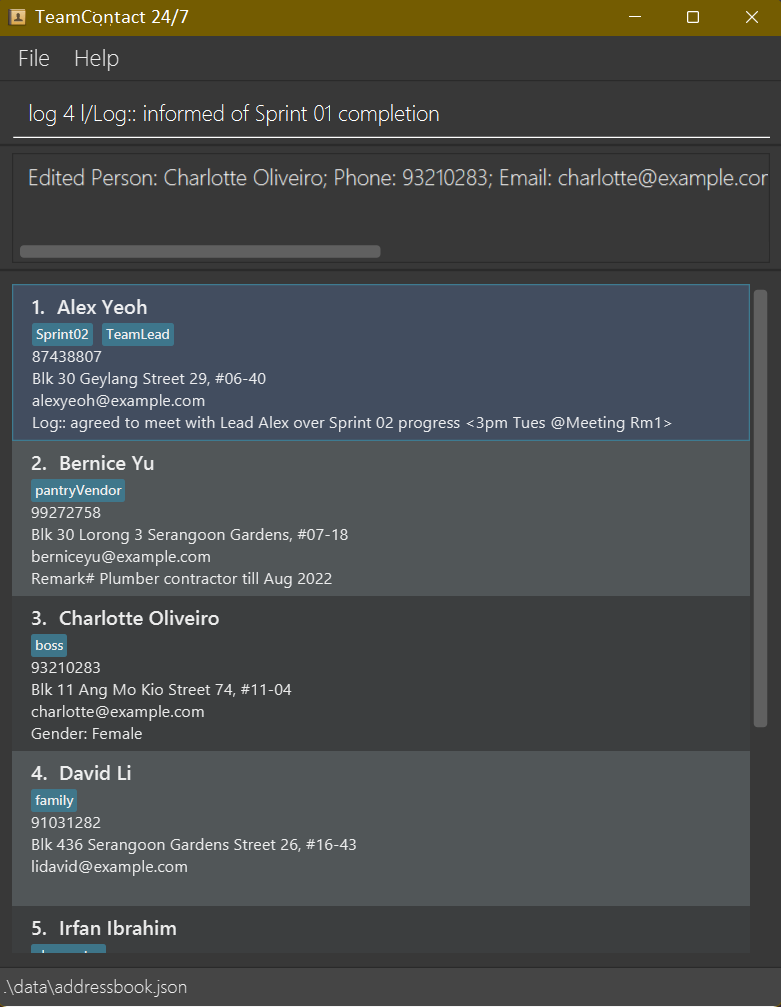 TeamContact 24/7
File Help
log 4 l/Log:: informed of Sprint 01 completion
Edited Person: Charlotte Oliveiro; Phone: 93210283; Email: charlotte@example.cor
1. Alex Yeoh
Sprint02 TeamLead
87438807
Blk 30 Geylang Street 29, #06-40
alexyeoh@example.com
Log:: agreed to meet with Lead Alex over Sprint 02 progress <3pm Tues @Meeting Rm1>
2. Bernice Yu
pantryVendor
99272758
Blk 30 Lorong 3 Serangoon Gardens, #07-18
berniceyu@example.com
Remark# Plumber contractor till Aug 2022
3. Charlotte Oliveiro
boss
93210283
Blk 11 Ang Mo Kio Street 74, #11-04
charlotte@example.com
Gender: Female
4. David Li
family
91031282
Blk 436 Serangoon Gardens Street 26, #16-43
lidavid@example.com
5. Irfan Ibrahim
.\data\addressbook.json